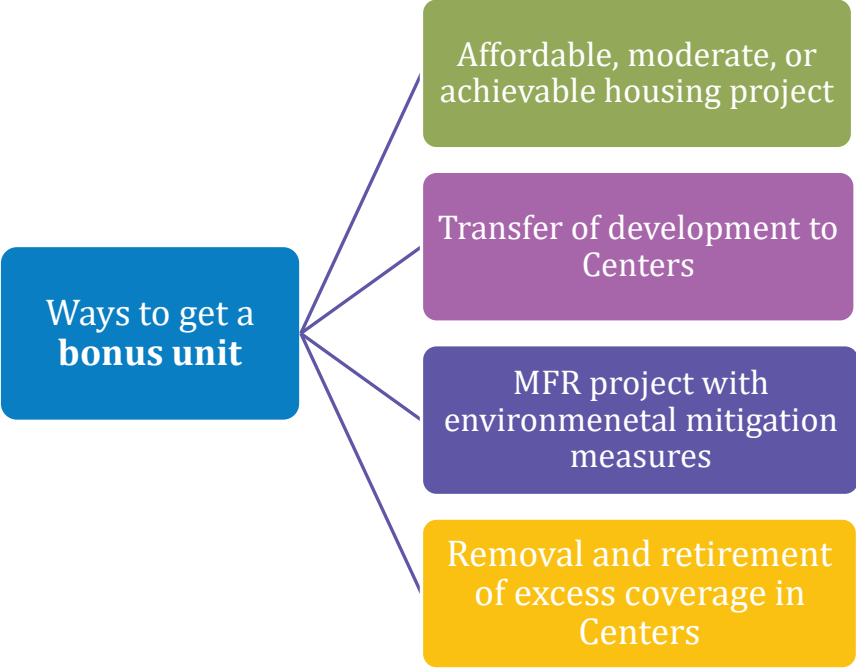 Affordable, moderate, or
achievable housing project
Transfer of development to
Centers
Ways to get a
bonus unit
MFR project with
environmenetal mitigation
measures
Removal and retirement
of excess coverage in
Centers